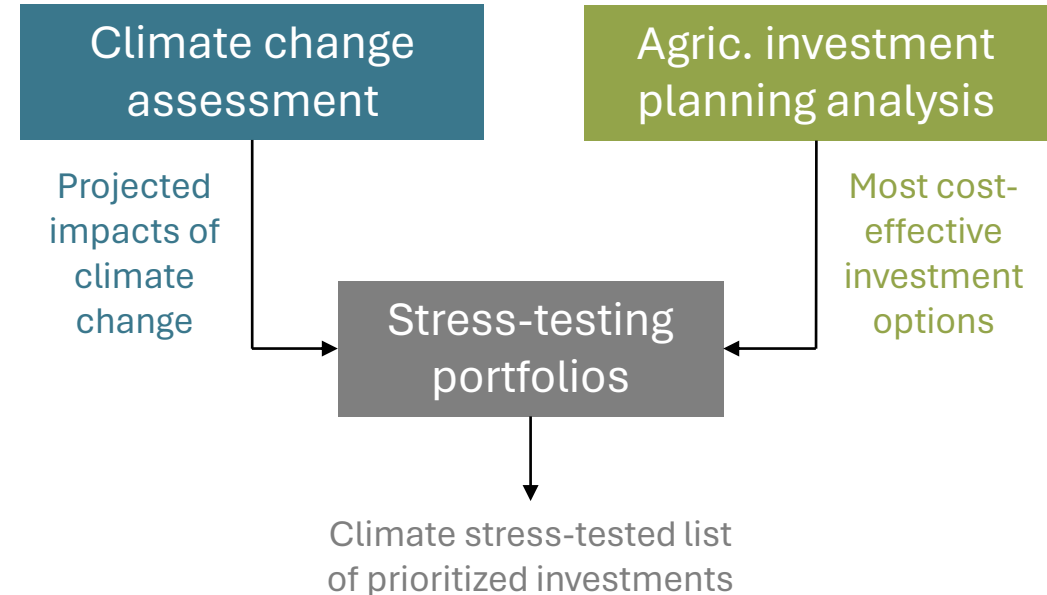 Climate change
assessment
Agric. investment
planning analysis
Projected
impacts of
climate
change
Most cost-
effective
investment
options
Stress-testing
portfolios
Climate stress-tested list
of prioritized investments